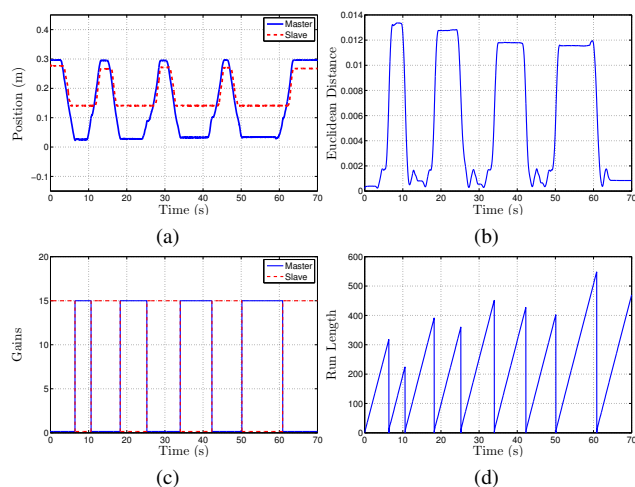 0.4
0.3
0.2
0.1
0
−0.1
Position (m)
Master
Slave
0 10 20 30 40 50 60 70
Time (s)
(a)
0.014
0.012
0.01
0.008
0.006
0.004
0.002
0
Euclidean Distance
0 10 20 30 40 50 60 70
Time (s)
(b)
20
15
10
5
0
Gains
Master
Slave
0 10 20 30 40 50 60 70
Time (s)
(c)
600
500
400
300
200
100
0
Run Length
0 10 20 30 40 50 60 70
Time (s)
(d)